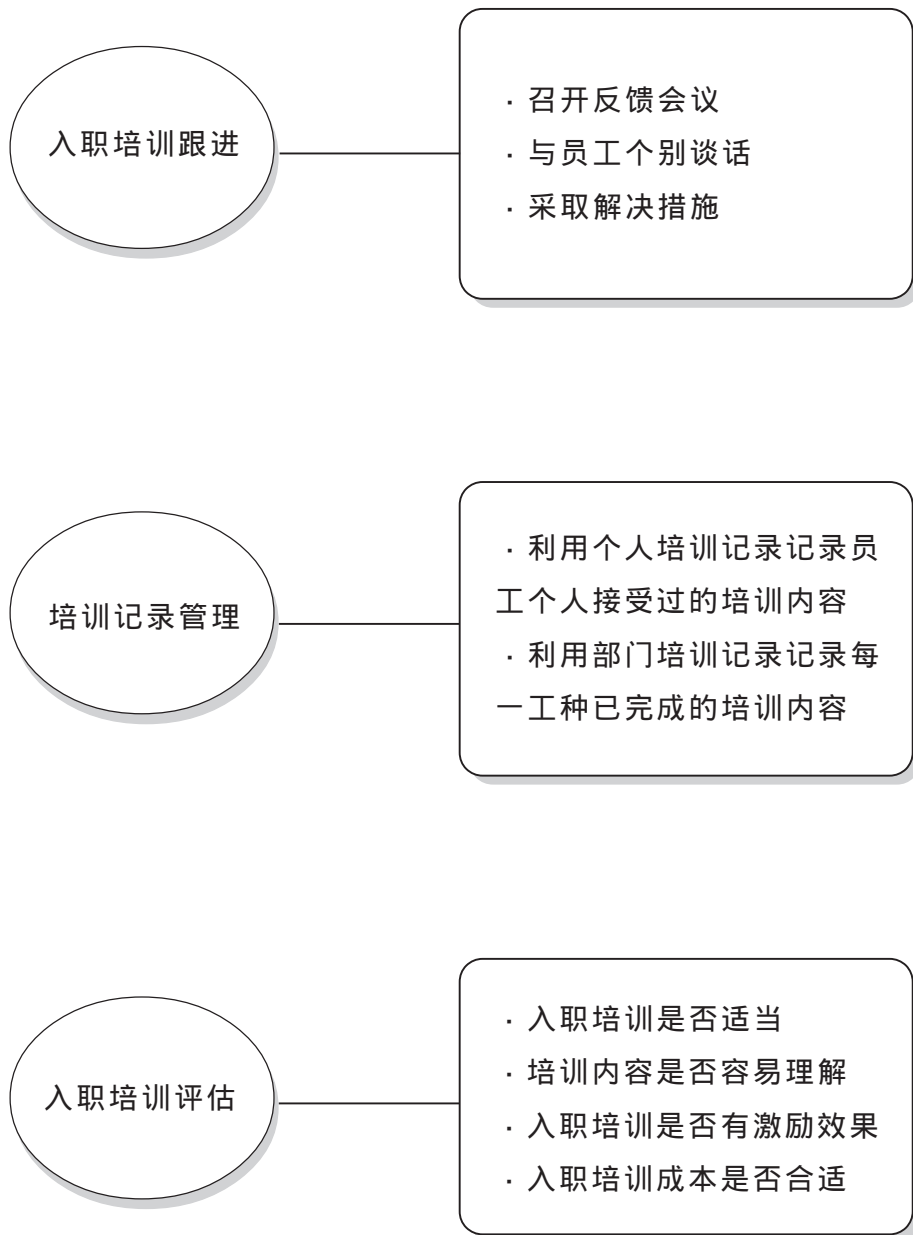 入职培训跟进
· 召开反馈会议
· 与员工个别谈话
· 采取解决措施
培训记录管理
· 利用个人培训记录记录员
工个人接受过的培训内容
· 利用部门培训记录记录每
一工种已完成的培训内容
入职培训评估
· 入职培训是否适当
· 培训内容是否容易理解
· 入职培训是否有激励效果
· 入职培训成本是否合适